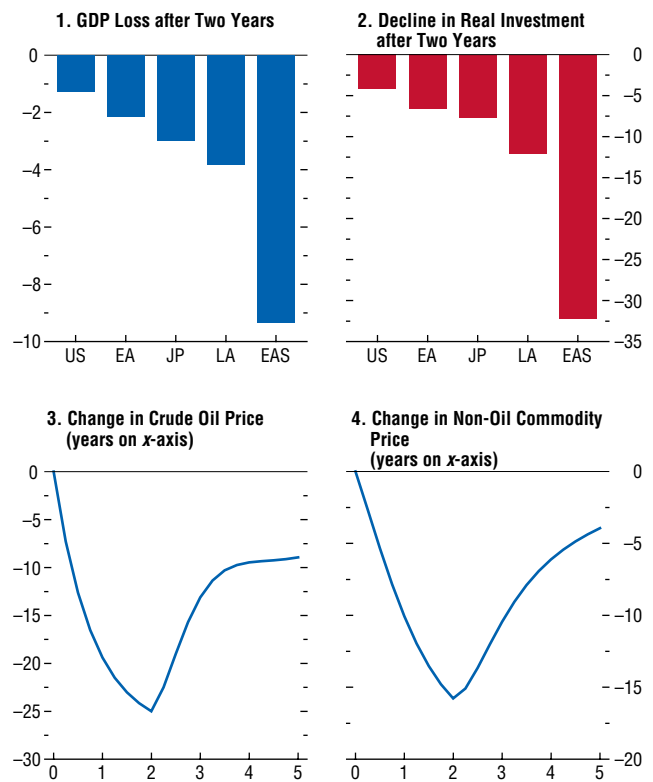 1. GDP Loss after Two Years
0
–2
–4
–6
–8
–10
US EA JP LA EAS
2. Decline in Real Investment
after Two Years
0
–5
–10
–15
–20
–25
–30
–35
US EA JP LA EAS
3. Change in Crude Oil Price
(years on x-axis)
0
–5
–10
–15
–20
–25
–30
0 1 2 3 4 5
4. Change in Non-Oil Commodity
Price
(years on x-axis)
0
–5
–10
–15
–20
0 1 2 3 4 5